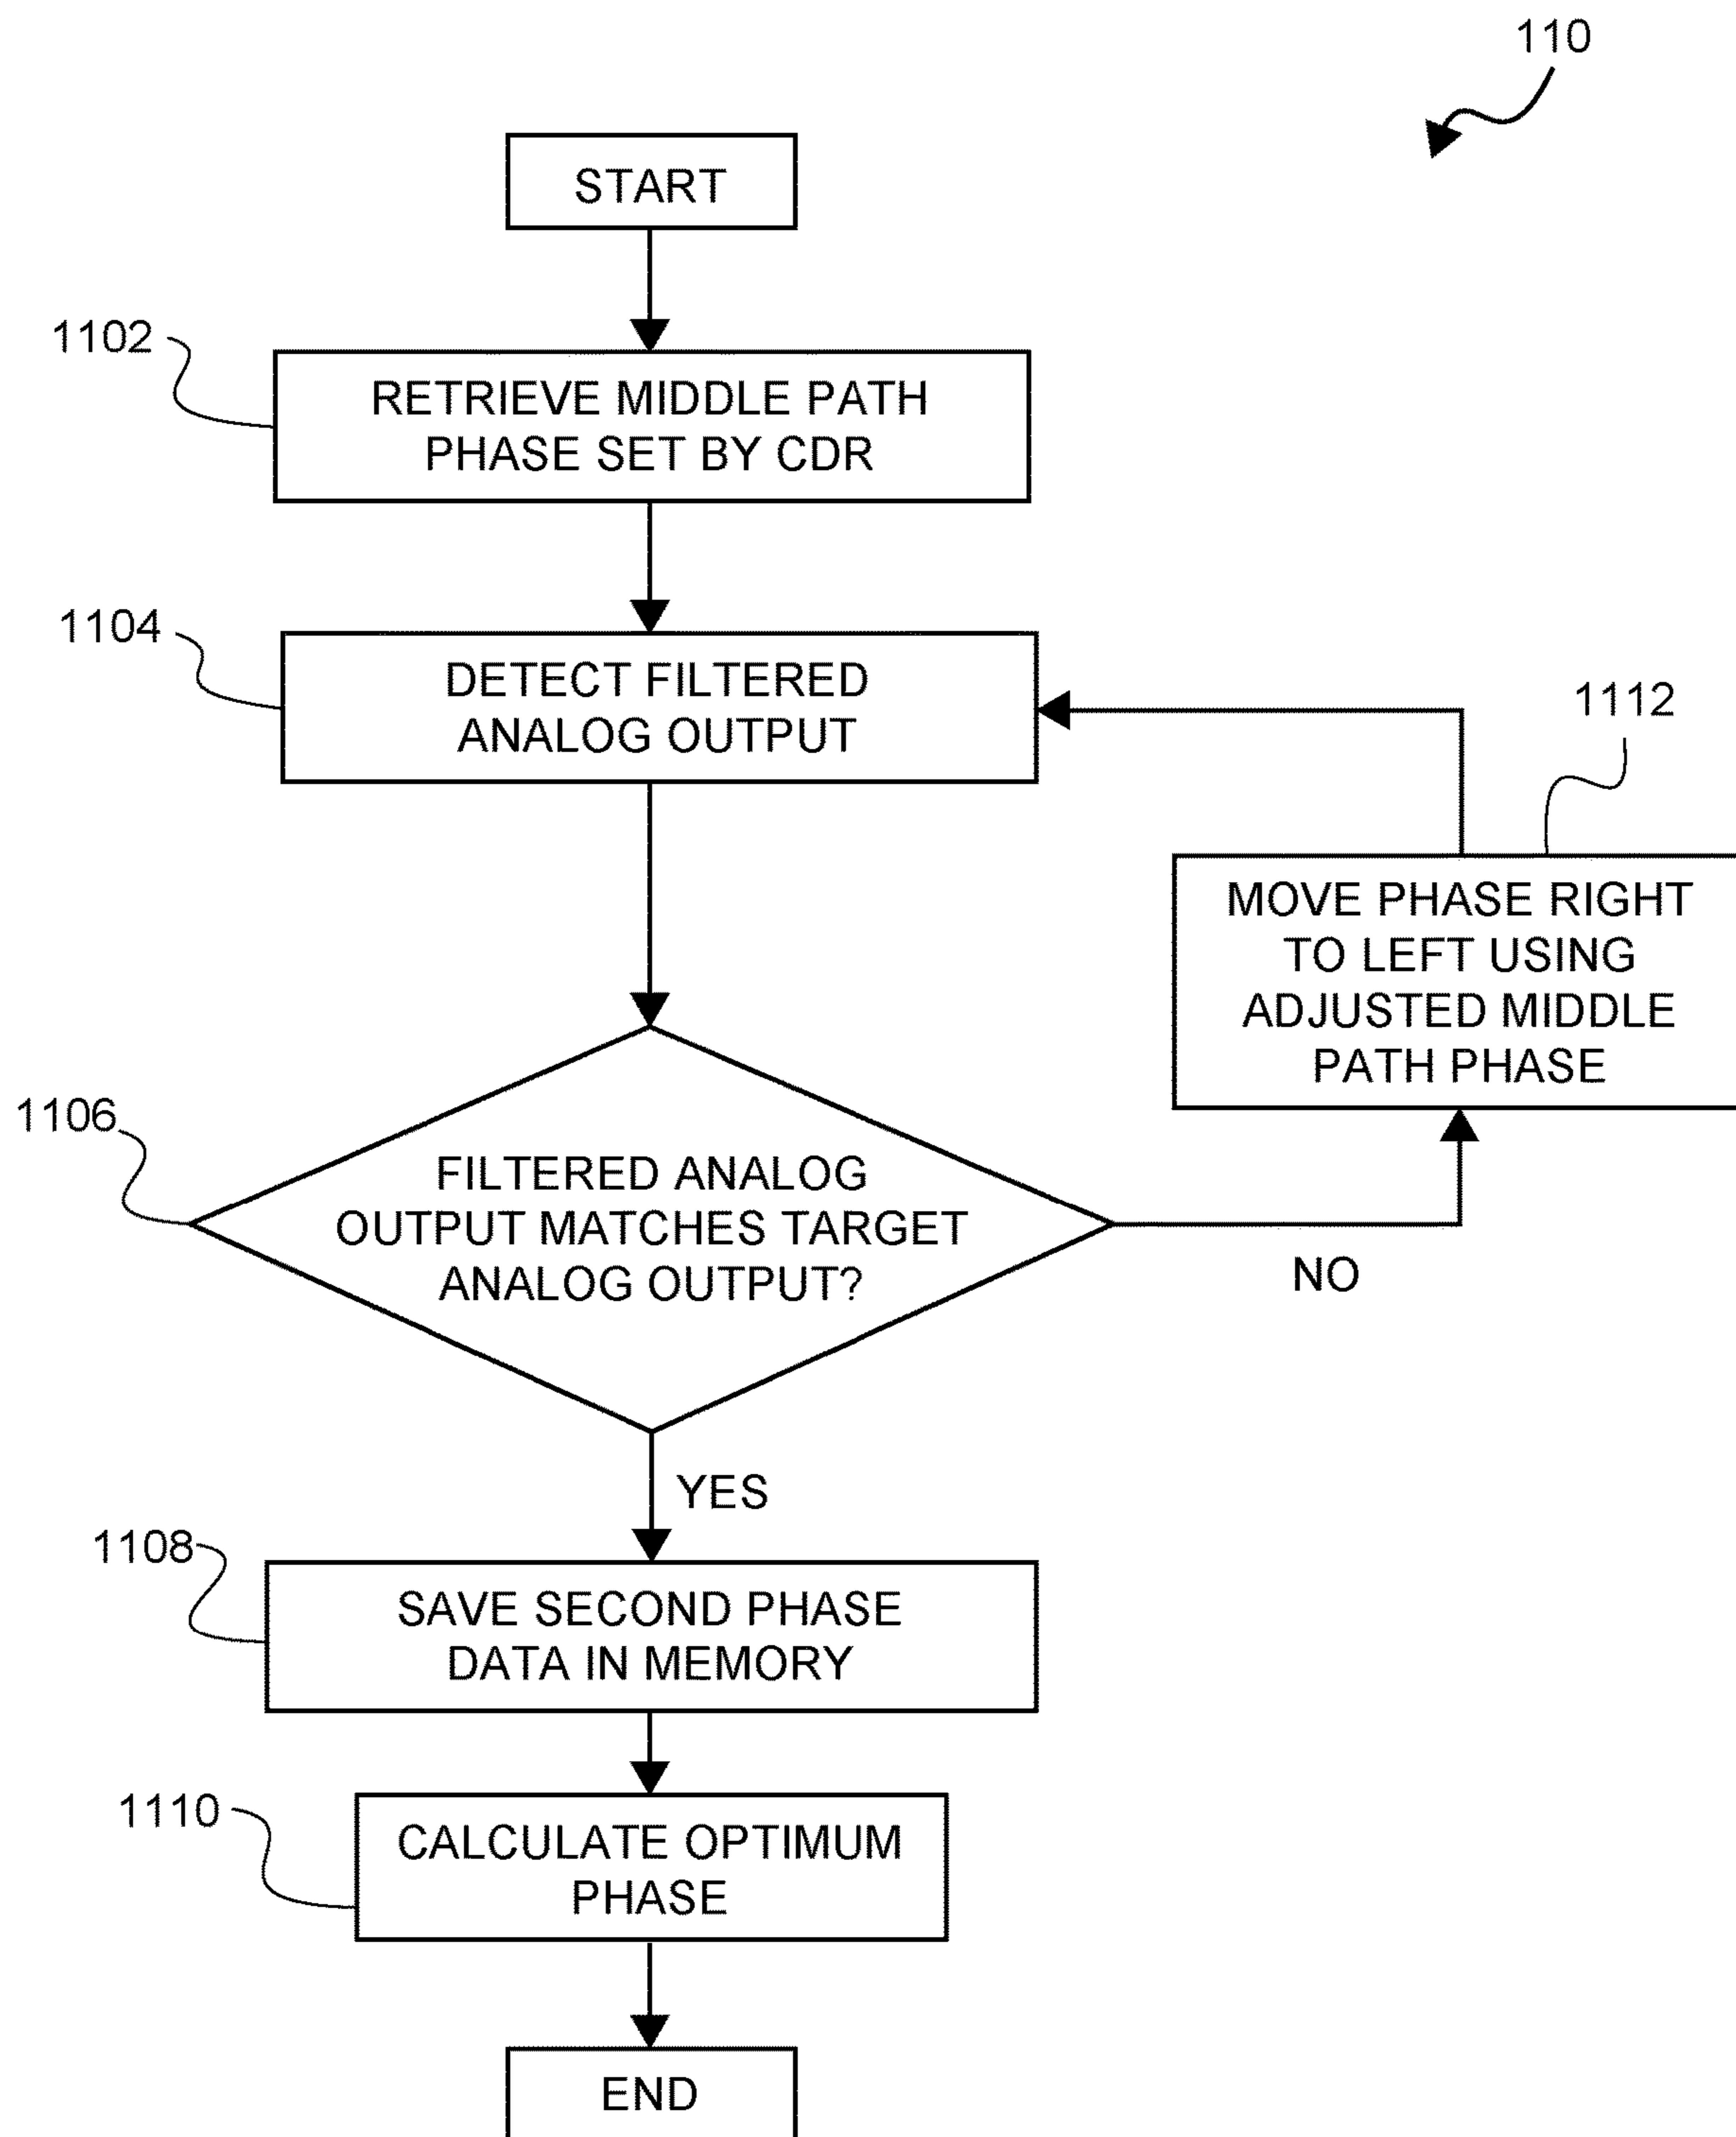 110
START
1102
RETRIEVE MIDDLE PATH
PHASE SET BY CDR
1104
DETECT FILTERED
ANALOG OUTPUT
1112
MOVE PHASE RIGHT
TO LEFT USING
ADJUSTED MIDDLE
PATH PHASE
1106
FILTERED ANALOG
OUTPUT MATCHES TARGET
ANALOG OUTPUT?
NO
YES
1108
SAVE SECOND PHASE
DATA IN MEMORY
1110
CALCULATE OPTIMUM
PHASE
END